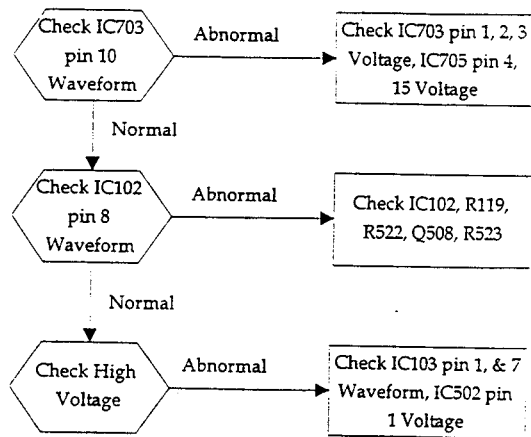 Check IC703
pin 10
Waveform
Abnormal
Check IC703 pin 1, 2, 3
Voltage, IC705 pin 4,
15 Voltage
Normal
Check IC102
pin 8
Waveform
Abnormal
Check IC102, R119,
R522, Q508, R523
Normal
Check High
Voltage
Abnormal
Check IC103 pin 1, & 7
Waveform, IC502 pin
1 Voltage